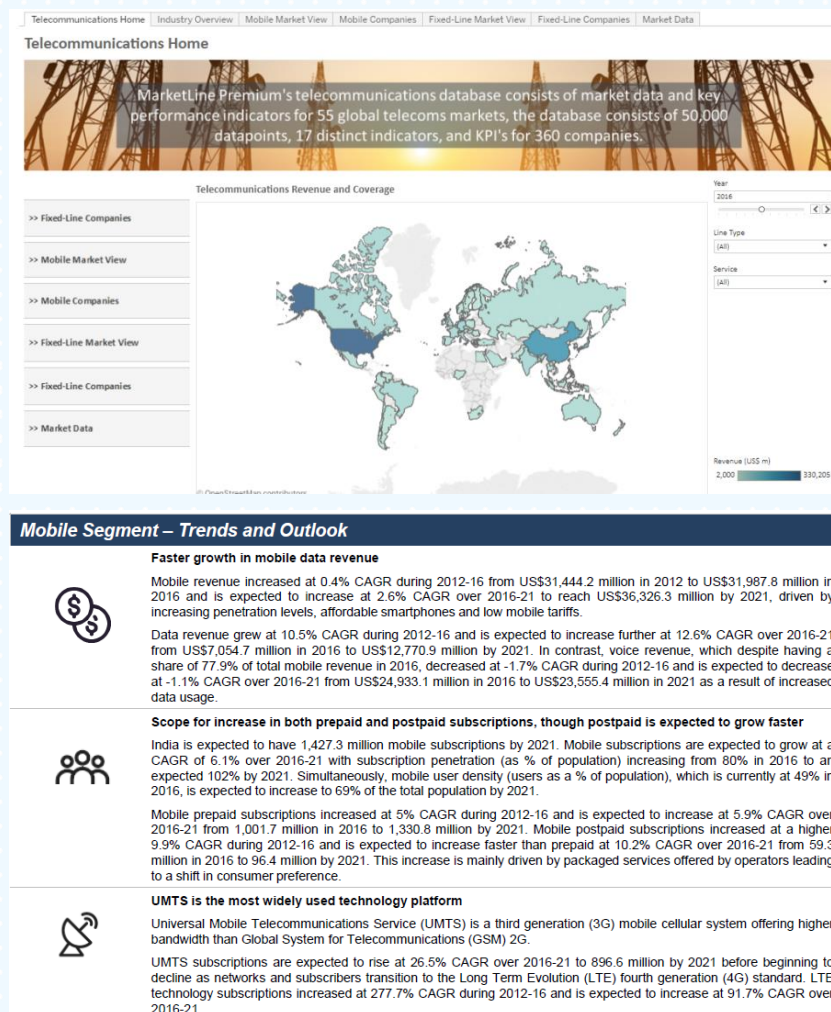 Telecommunications Home
Industry Overview
Mobile Market View
Mobile Companies
Fixed-Line Market View
Fixed-Line Companies
Market Data
Telecommunications Home
MarketLine Premium's telecommunications database consists of market data and key
performance indicators for 55 global telecoms markets, the database consists of 50,000
datapoints, 17 distinct indicators, and KPI's for 360 companies.
>> Fixed-Line Companies
>> Mobile Market View
>> Mobile Companies
>> Fixed-Line Market View
>> Fixed-Line Companies
>> Market Data
Telecommunications Revenue and Coverage
© OpenStreetMap contributors
Year
2016
Line Type
(All)
Service
(All)
Revenue (US$ m)
2,000 330,205
Mobile Segment – Trends and Outlook
Faster growth in mobile data revenue
Mobile revenue increased at 0.4% CAGR during 2012-16 from US$31,444.2 million in 2012 to US$31,987.8 million in
2016 and is expected to increase at 2.6% CAGR over 2016-21 to reach US$36,326.3 million by 2021, driven by
increasing penetration levels, affordable smartphones and low mobile tariffs.
Data revenue grew at 10.5% CAGR during 2012-16 and is expected to increase further at 12.6% CAGR over 2016-21
from US$7,054.7 million in 2016 to US$12,770.9 million by 2021. In contrast, voice revenue, which despite having a
share of 77.9% of total mobile revenue in 2016, decreased at -1.7% CAGR during 2012-16 and is expected to decrease
at -1.1% CAGR over 2016-21 from US$24,933.1 million in 2016 to US$23,555.4 million in 2021 as a result of increased
data usage.
Scope for increase in both prepaid and postpaid subscriptions, though postpaid is expected to grow faster
India is expected to have 1,427.3 million mobile subscriptions by 2021. Mobile subscriptions are expected to grow at a
CAGR of 6.1% over 2016-21 with subscription penetration (as % of population) increasing from 80% in 2016 to an
expected 102% by 2021. Simultaneously, mobile user density (users as a % of population), which is currently at 49% in
2016, is expected to increase to 69% of the total population by 2021.
Mobile prepaid subscriptions increased at 5% CAGR during 2012-16 and is expected to increase at 5.9% CAGR over
2016-21 from 1,001.7 million in 2016 to 1,330.8 million by 2021. Mobile postpaid subscriptions increased at a higher
9.9% CAGR during 2012-16 and is expected to increase faster than prepaid at 10.2% CAGR over 2016-21 from 59.3
million in 2016 to 96.4 million by 2021. This increase is mainly driven by packaged services offered by operators leading
to a shift in consumer preference.
UMTS is the most widely used technology platform
Universal Mobile Telecommunications Service (UMTS) is a third generation (3G) mobile cellular system offering higher
bandwidth than Global System for Telecommunications (GSM) 2G.
UMTS subscriptions are expected to rise at 26.5% CAGR over 2016-21 to 896.6 million by 2021 before beginning to
decline as networks and subscribers transition to the Long Term Evolution (LTE) fourth generation (4G) standard. LTE
technology subscriptions increased at 277.7% CAGR during 2012-16 and is expected to increase at 91.7% CAGR over
2016-21.